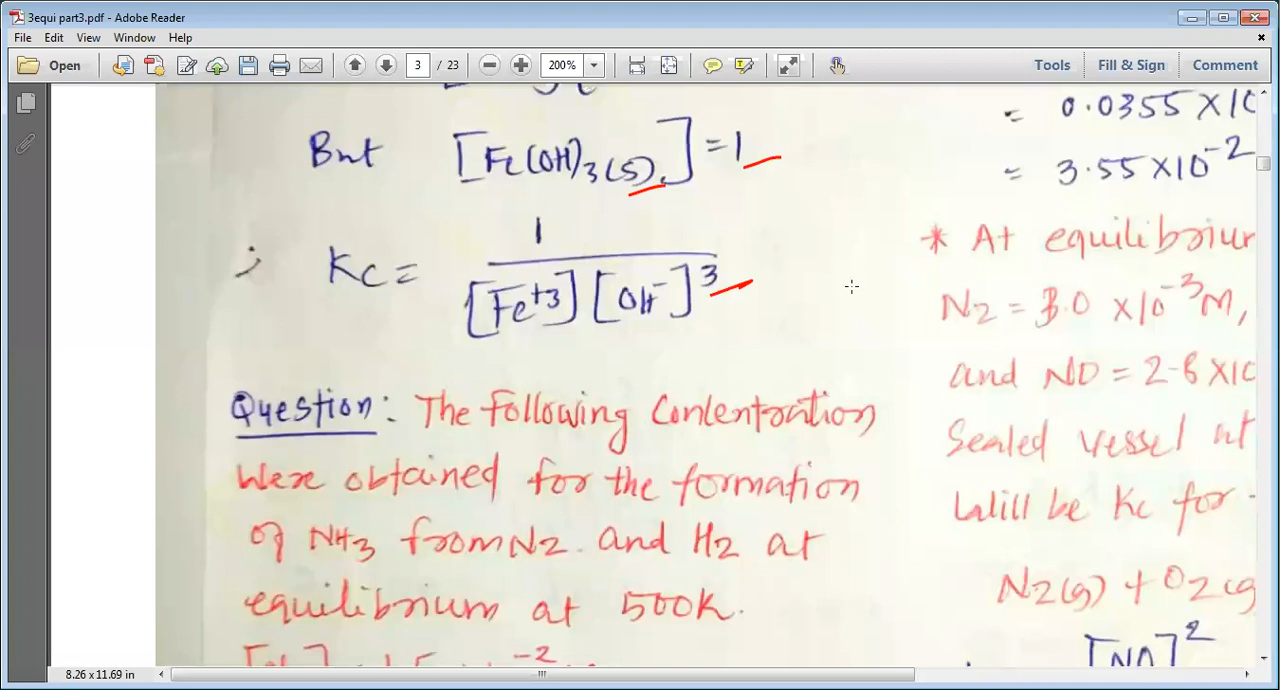 3equi part3.pdf - Adobe Reader
File Edit View Window Help
Open 3 / 23 200% Tools Fill & Sign Comment
But [Fe(OH)3(s)] = 1
∴ Kc = 1
[Fe+3] [OH-]3
Question: The Following Concentration
Were obtained for the formation
of NH3 from N2 and H2 at
equilibrium at 500K.
= 0.0355 X 10
= 3.55 X 10-2
* At equilibrium
N2 = 3.0 X 10-3M,
and NO = 2.8 X 10
Sealed vessel at
Will be Kc for
N2(g) + O2(g
[NO]2
8.26 x 11.69 in